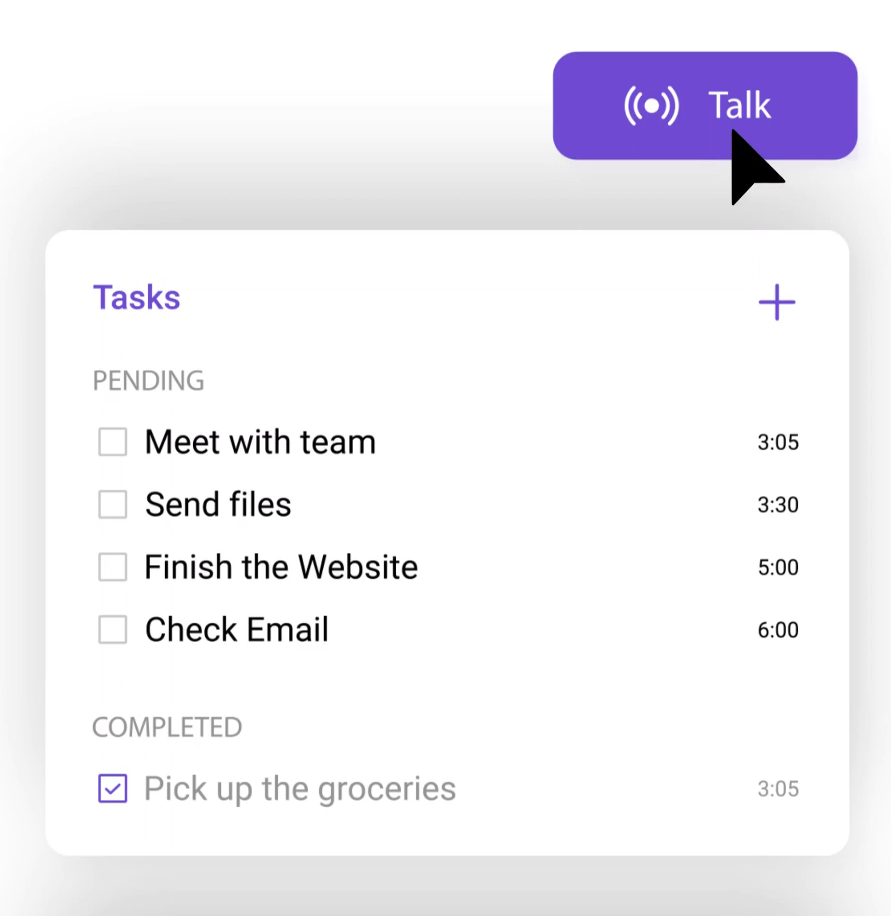 Talk
Tasks
PENDING
Meet with team 3:05
Send files 3:30
Finish the Website 5:00
Check Email 6:00
COMPLETED
Pick up the groceries 3:05